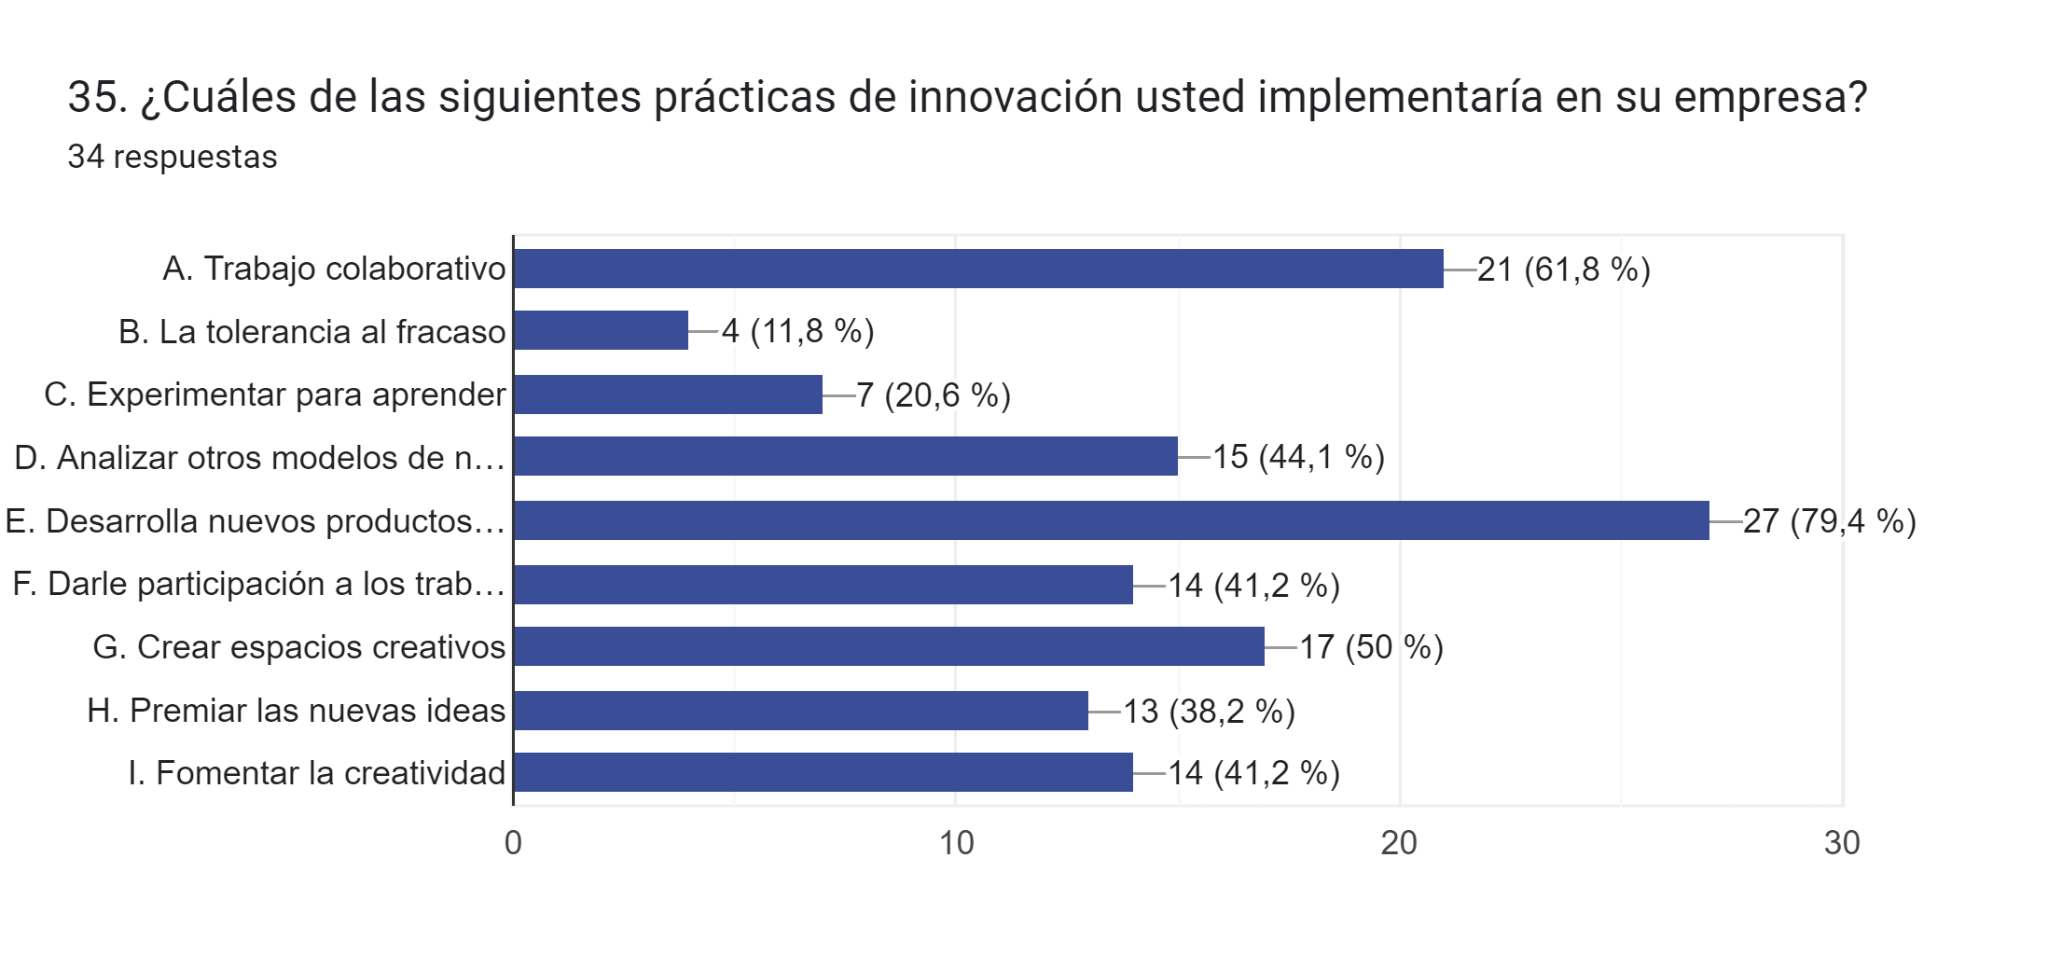 35. ¿Cuáles de las siguientes prácticas de innovación usted implementaría en su empresa?
34 respuestas
A. Trabajo colaborativo 21 (61,8 %)
B. La tolerancia al fracaso 4 (11,8 %)
C. Experimentar para aprender 7 (20,6 %)
D. Analizar otros modelos de n… 15 (44,1 %)
E. Desarrolla nuevos productos… 27 (79,4 %)
F. Darle participación a los trab… 14 (41,2 %)
G. Crear espacios creativos 17 (50 %)
H. Premiar las nuevas ideas 13 (38,2 %)
I. Fomentar la creatividad 14 (41,2 %)
0 10 20 30